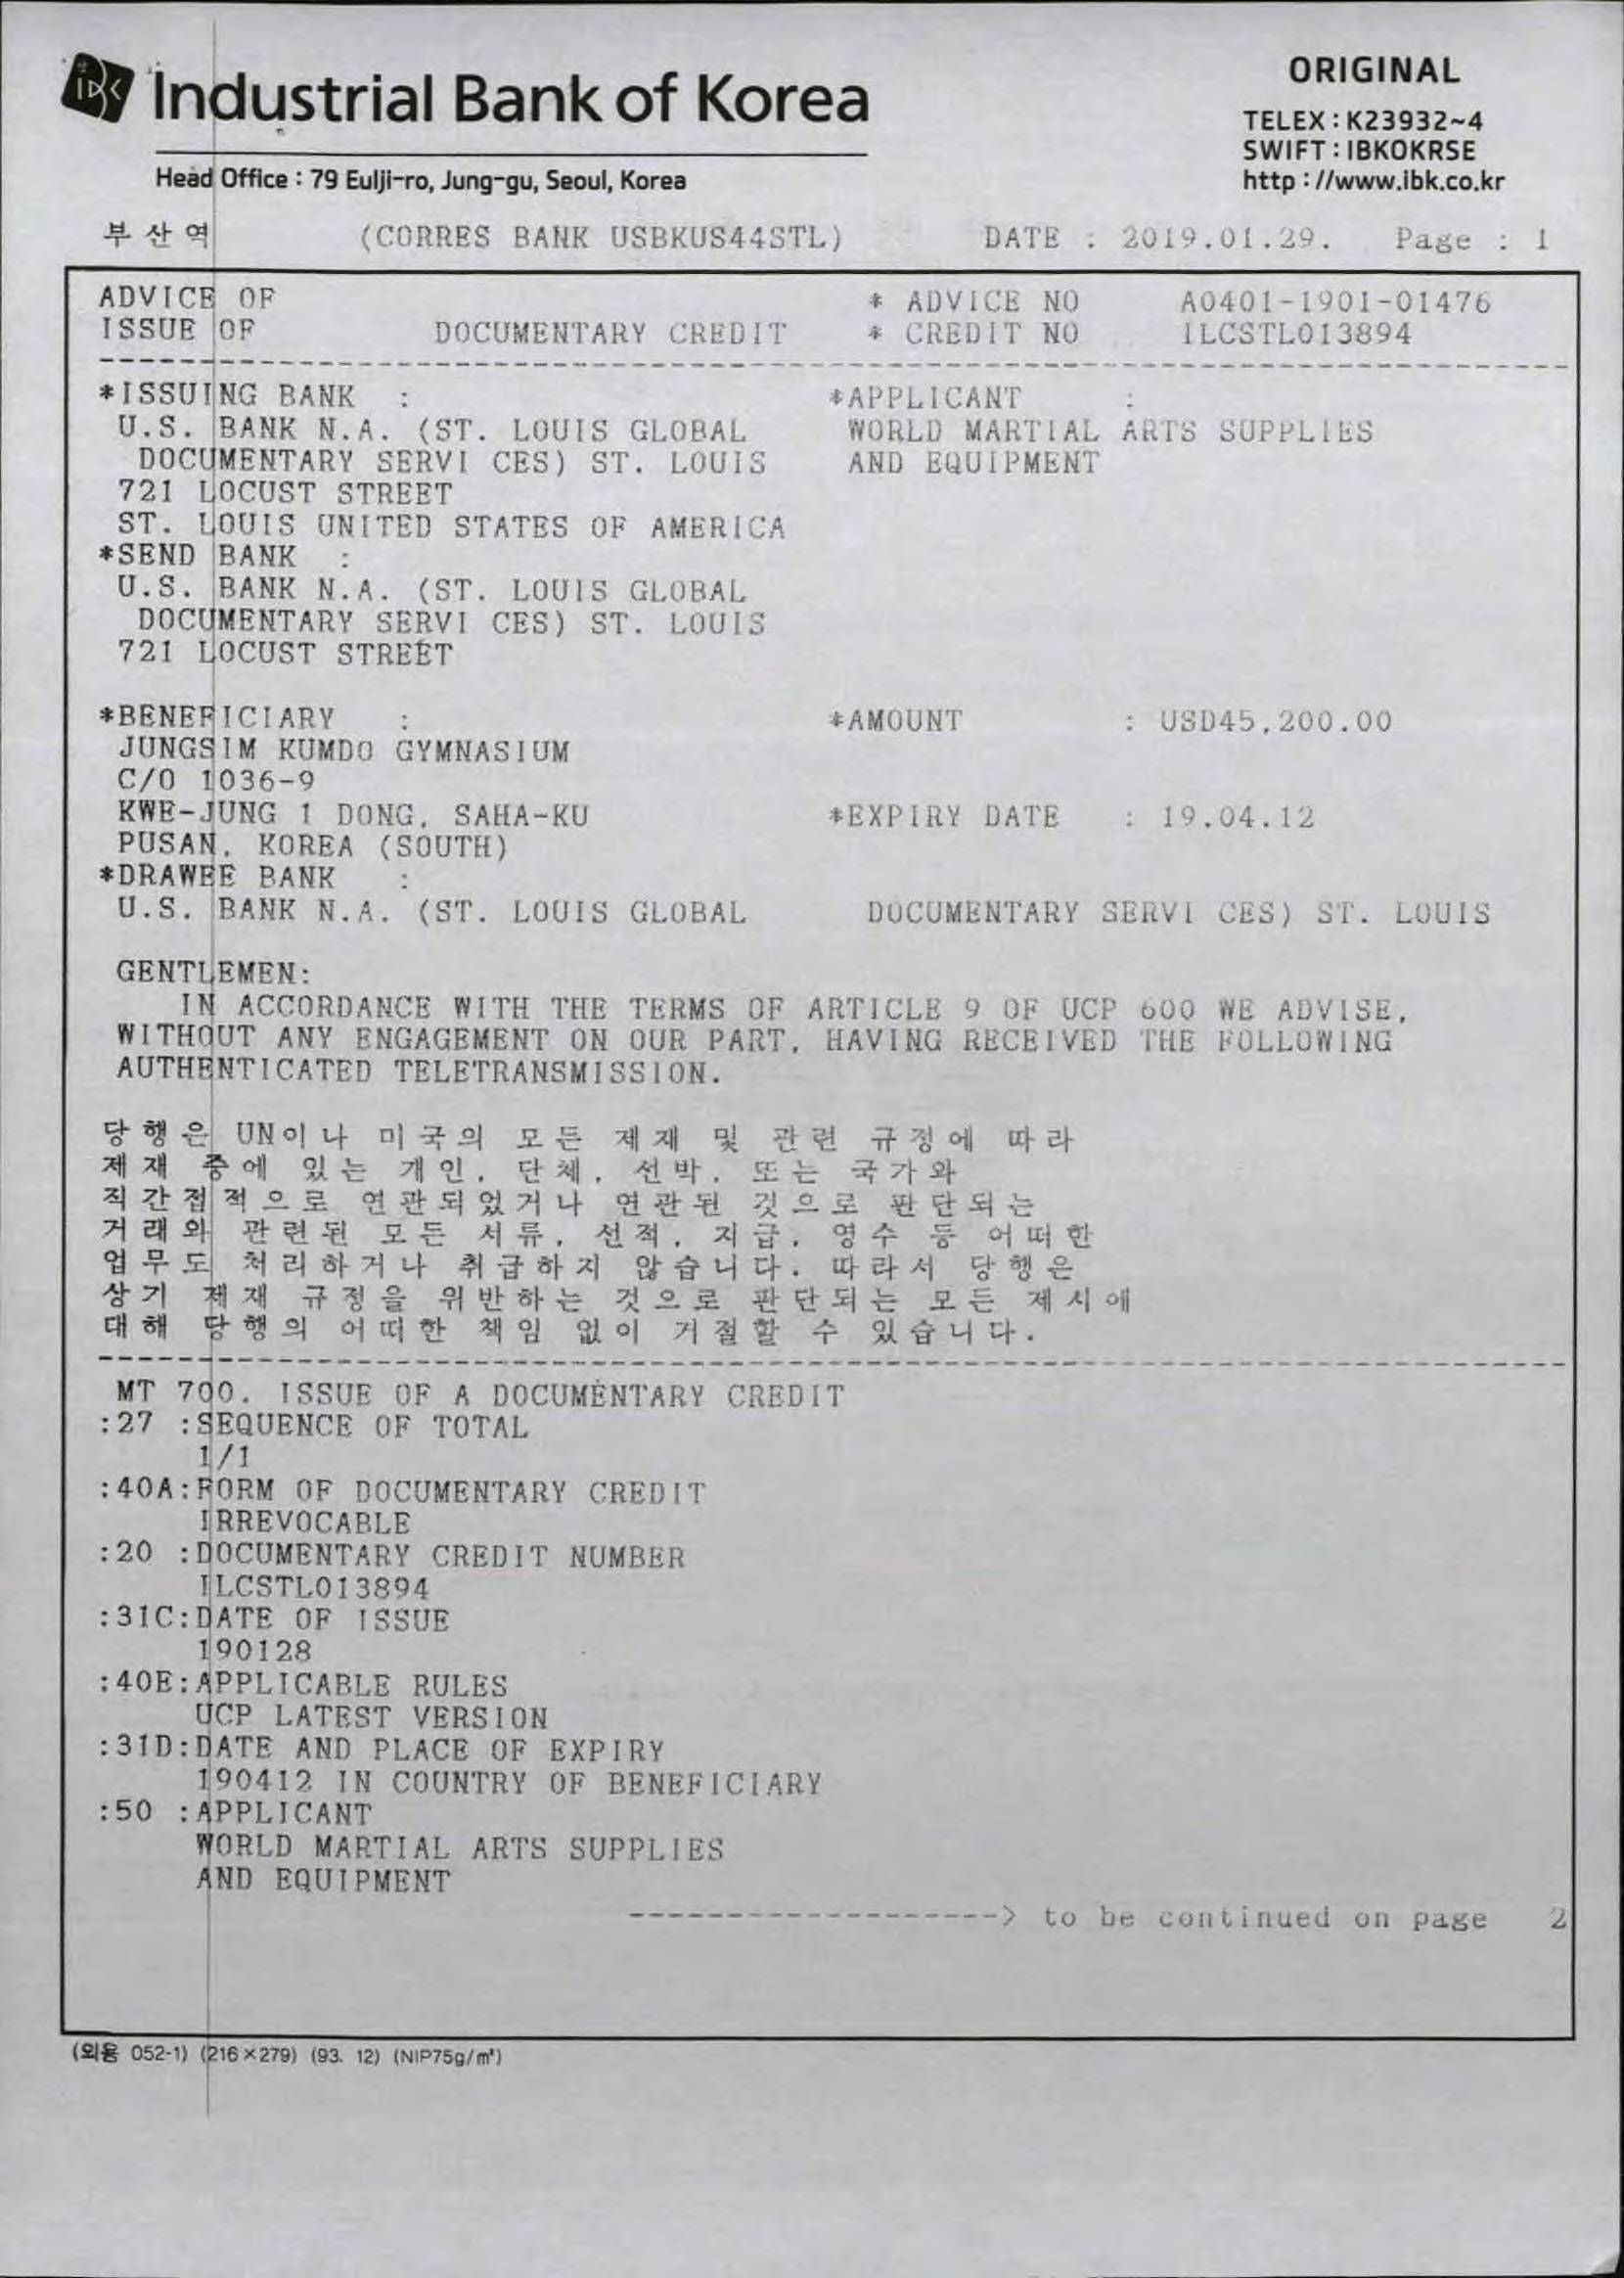 IBK Industrial Bank of Korea
ORIGINAL
TELEX : K23932~4
SWIFT : IBKOKRSE
Head Office : 79 Eulji-ro, Jung-gu, Seoul, Korea
http : //www.ibk.co.kr
부산역 (CORRES BANK USBKUS44STL) DATE : 2019.01.29. Page : 1
ADVICE OF * ADVICE NO A0401-1901-01476
ISSUE OF DOCUMENTARY CREDIT * CREDIT NO ILCSTL013894
*ISSUING BANK : *APPLICANT :
U.S. BANK N.A. (ST. LOUIS GLOBAL WORLD MARTIAL ARTS SUPPLIES
DOCUMENTARY SERVI CES) ST. LOUIS AND EQUIPMENT
721 LOCUST STREET
ST. LOUIS UNITED STATES OF AMERICA
*SEND BANK :
U.S. BANK N.A. (ST. LOUIS GLOBAL
DOCUMENTARY SERVI CES) ST. LOUIS
721 LOCUST STREET
*BENEFICIARY : *AMOUNT : USD45,200.00
JUNGSIM KUMDO GYMNASIUM
C/O 1036-9
KWE-JUNG 1 DONG, SAHA-KU *EXPIRY DATE : 19.04.12
PUSAN, KOREA (SOUTH)
*DRAWEE BANK :
U.S. BANK N.A. (ST. LOUIS GLOBAL DOCUMENTARY SERVI CES) ST. LOUIS
GENTLEMEN:
IN ACCORDANCE WITH THE TERMS OF ARTICLE 9 OF UCP 600 WE ADVISE,
WITHOUT ANY ENGAGEMENT ON OUR PART, HAVING RECEIVED THE FOLLOWING
AUTHENTICATED TELETRANSMISSION.
당행은 UN이나 미국의 모든 제재 및 관련 규정에 따라
제재 중에 있는 개인, 단체, 선박, 또는 국가와
직간접적으로 연관되었거나 연관된 것으로 판단되는
거래와 관련된 모든 서류, 선적, 지급, 영수 등 어떠한
업무도 처리하거나 취급하지 않습니다. 따라서 당행은
상기 제재 규정을 위반하는 것으로 판단되는 모든 제시에
대해 당행의 어떠한 책임 없이 거절할 수 있습니다.
MT 700. ISSUE OF A DOCUMENTARY CREDIT
:27 :SEQUENCE OF TOTAL
1/1
:40A:FORM OF DOCUMENTARY CREDIT
IRREVOCABLE
:20 :DOCUMENTARY CREDIT NUMBER
ILCSTL013894
:31C:DATE OF ISSUE
190128
:40E:APPLICABLE RULES
UCP LATEST VERSION
:31D:DATE AND PLACE OF EXPIRY
190412 IN COUNTRY OF BENEFICIARY
:50 :APPLICANT
WORLD MARTIAL ARTS SUPPLIES
AND EQUIPMENT
-------------------> to be continued on page 2
(외용 052-1) (216×279) (93. 12) (NIP75g/㎡)